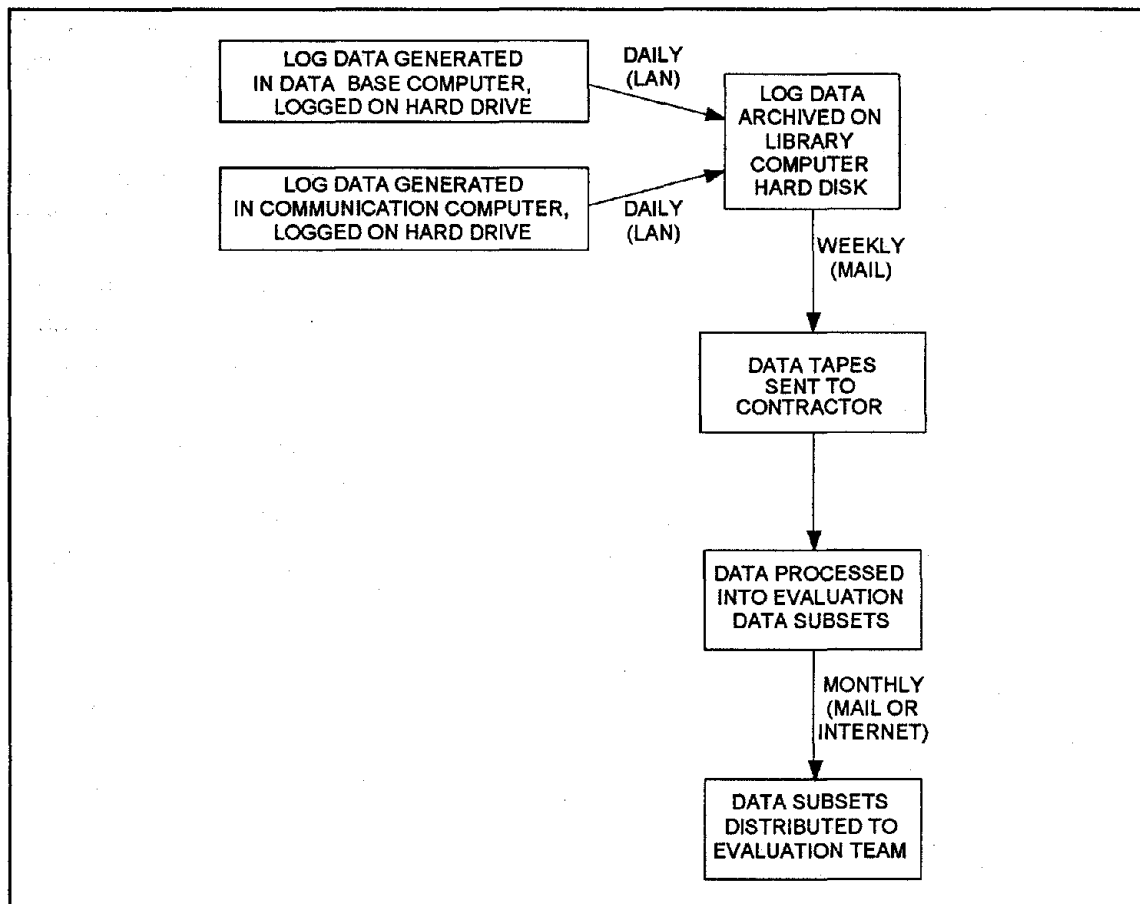 LOG DATA GENERATED
IN DATA BASE COMPUTER,
LOGGED ON HARD DRIVE
DAILY
(LAN)
LOG DATA
ARCHIVED ON
LIBRARY
COMPUTER
HARD DISK
LOG DATA GENERATED
IN COMMUNICATION COMPUTER,
LOGGED ON HARD DRIVE
DAILY
(LAN)
WEEKLY
(MAIL)
DATA TAPES
SENT TO
CONTRACTOR
DATA PROCESSED
INTO EVALUATION
DATA SUBSETS
MONTHLY
(MAIL OR
INTERNET)
DATA SUBSETS
DISTRIBUTED TO
EVALUATION TEAM